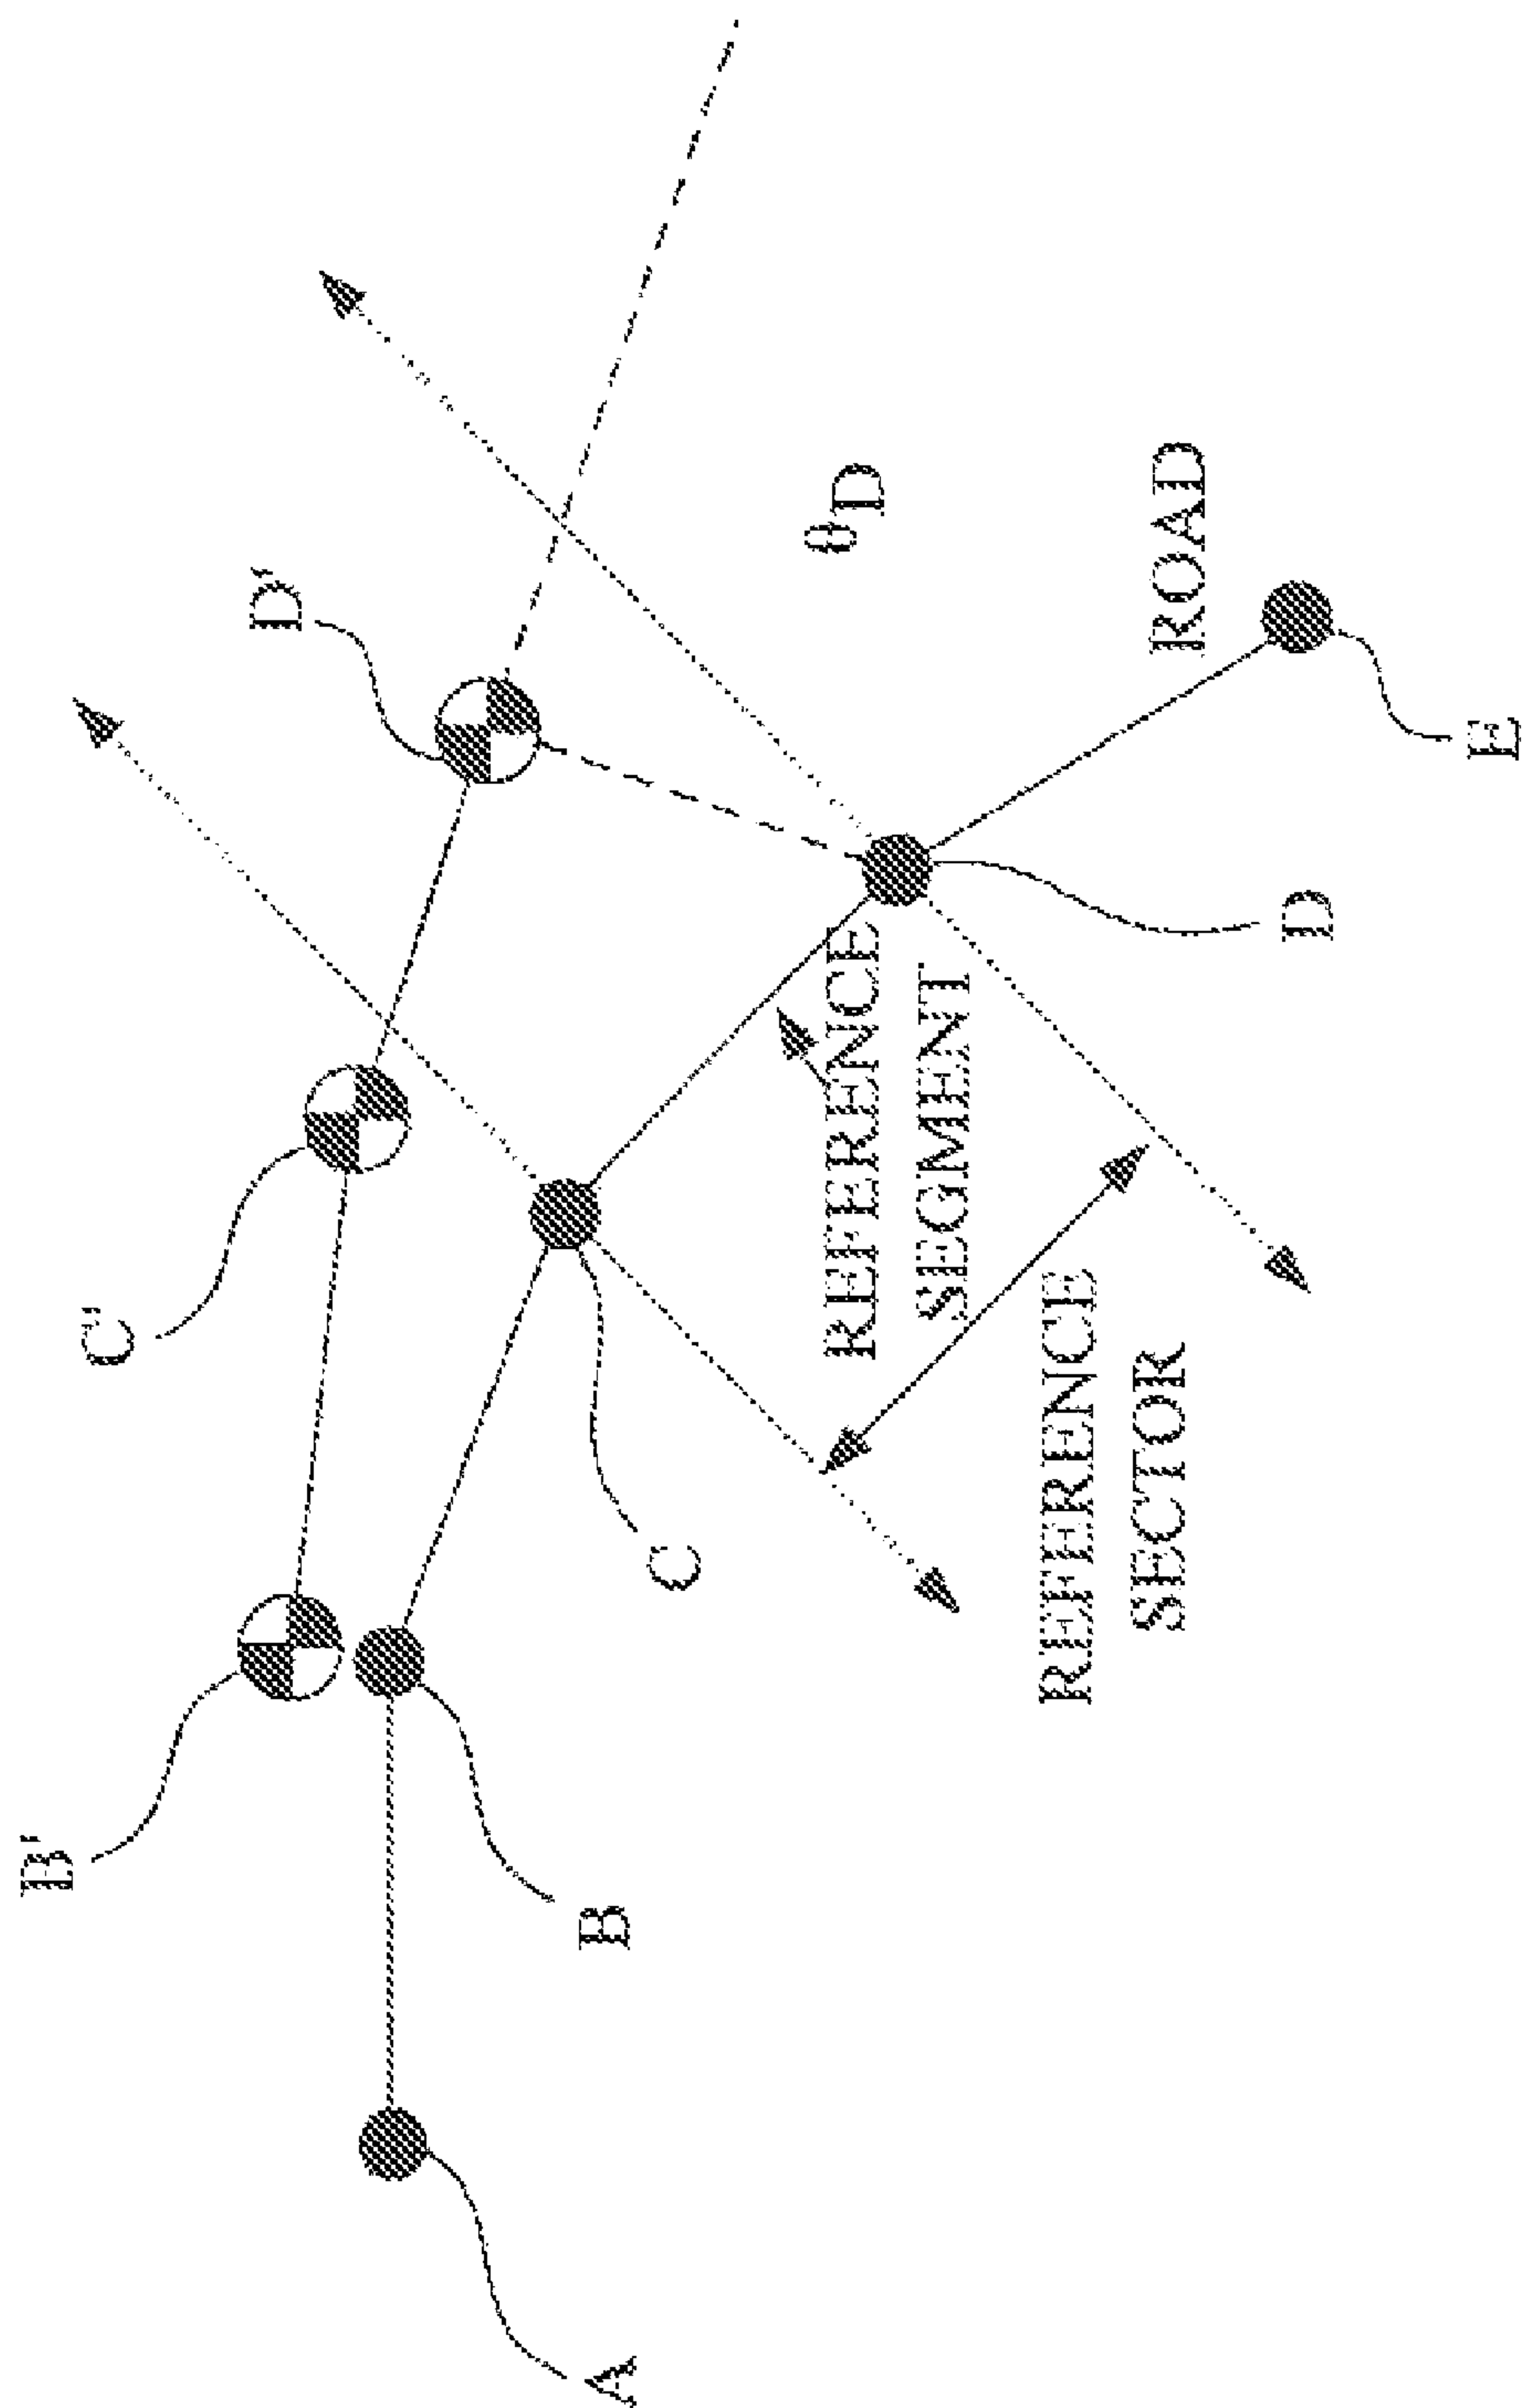 B'
C'
D'
A
B
C
θD
REFERENCE
SEGMENT
REFERENCE
SECTOR
ROAD
D
E